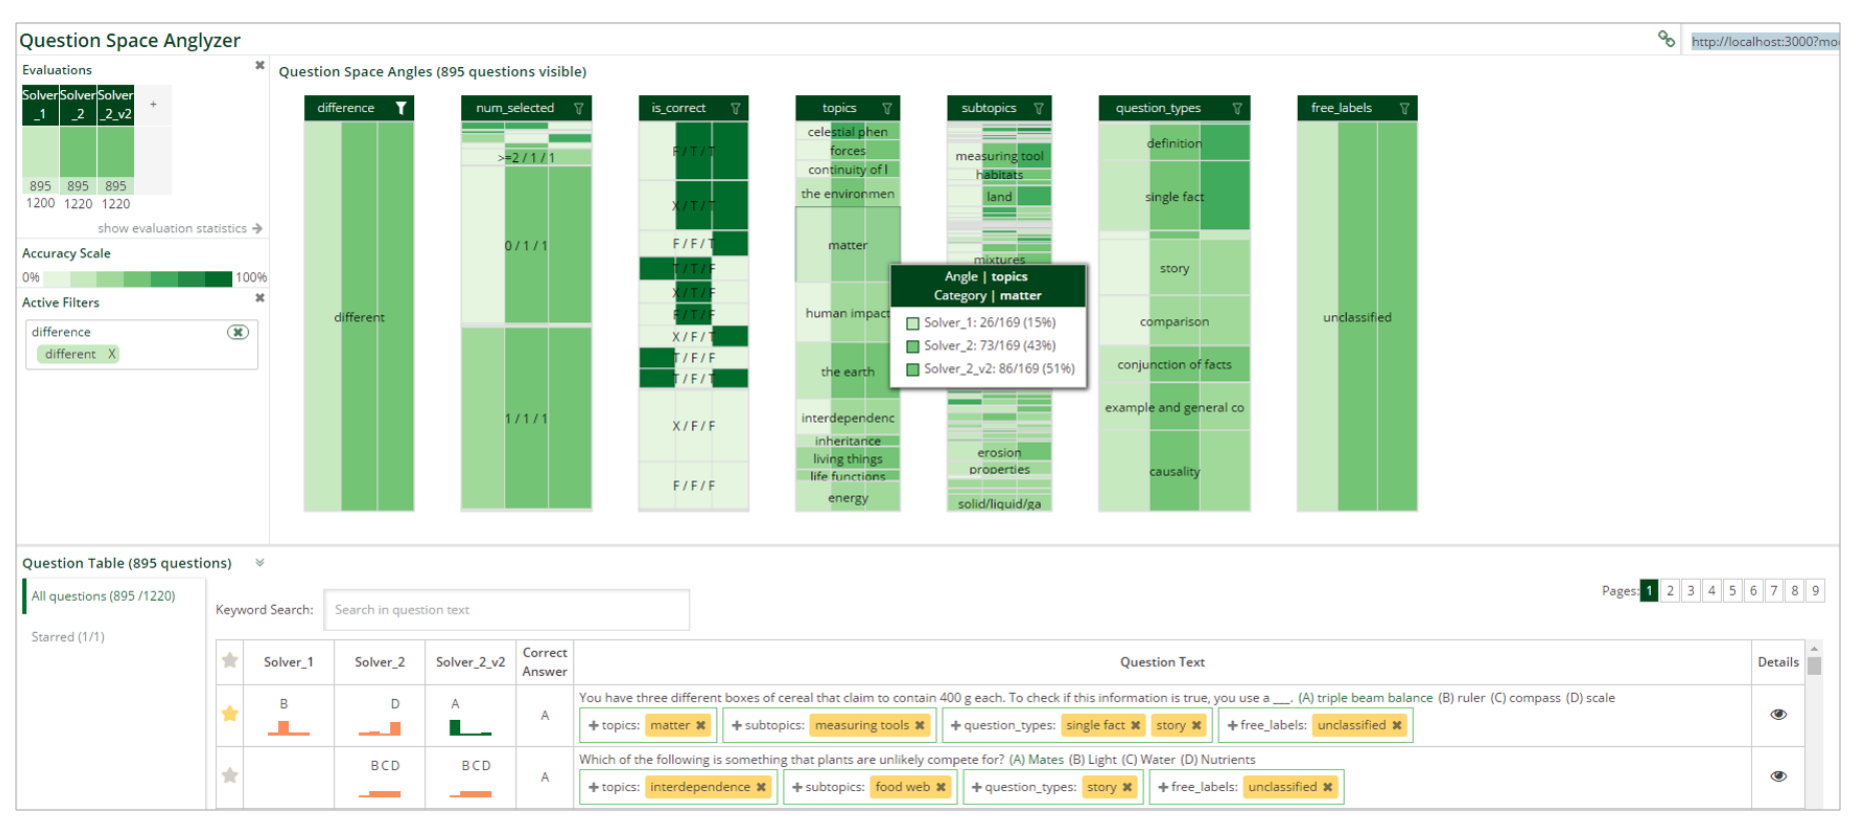 Question Space Anglyzer
http://localhost:3000?mo
Evaluations ✖
Solver_1 Solver_2 Solver_2_v2 +
895 895 895
1200 1220 1220
show evaluation statistics →
Accuracy Scale
0% 100%
Active Filters ✖
difference ✖
different X
Question Space Angles (895 questions visible)
difference
different
num_selected
>=2 / 1 / 1
0 / 1 / 1
1 / 1 / 1
is_correct
F / T / T
X / T / T
F / F / T
T / T / F
X / T / F
F / T / F
X / F / T
T / F / F
T / F / T
X / F / F
F / F / F
topics
celestial phen
forces
continuity of l
the environmen
matter
human impact
the earth
interdependenc
inheritance
living things
life functions
energy
subtopics
measuring tool
habitats
land
mixtures
erosion
properties
solid/liquid/ga
question_types
definition
single fact
story
comparison
conjunction of facts
example and general co
causality
free_labels
unclassified
Angle | topics
Category | matter
Solver_1: 26/169 (15%)
Solver_2: 73/169 (43%)
Solver_2_v2: 86/169 (51%)
Question Table (895 questions)
All questions (895 /1220)
Starred (1/1)
Keyword Search: Search in question text
Pages: 1 2 3 4 5 6 7 8 9
Solver_1 Solver_2 Solver_2_v2 Correct Answer Question Text Details
B D A A
You have three different boxes of cereal that claim to contain 400 g each. To check if this information is true, you use a ___. (A) triple beam balance (B) ruler (C) compass (D) scale
+ topics: matter ✖ + subtopics: measuring tools ✖ + question_types: single fact ✖ story ✖ + free_labels: unclassified ✖
B C D B C D A
Which of the following is something that plants are unlikely compete for? (A) Mates (B) Light (C) Water (D) Nutrients
+ topics: interdependence ✖ + subtopics: food web ✖ + question_types: story ✖ + free_labels: unclassified ✖